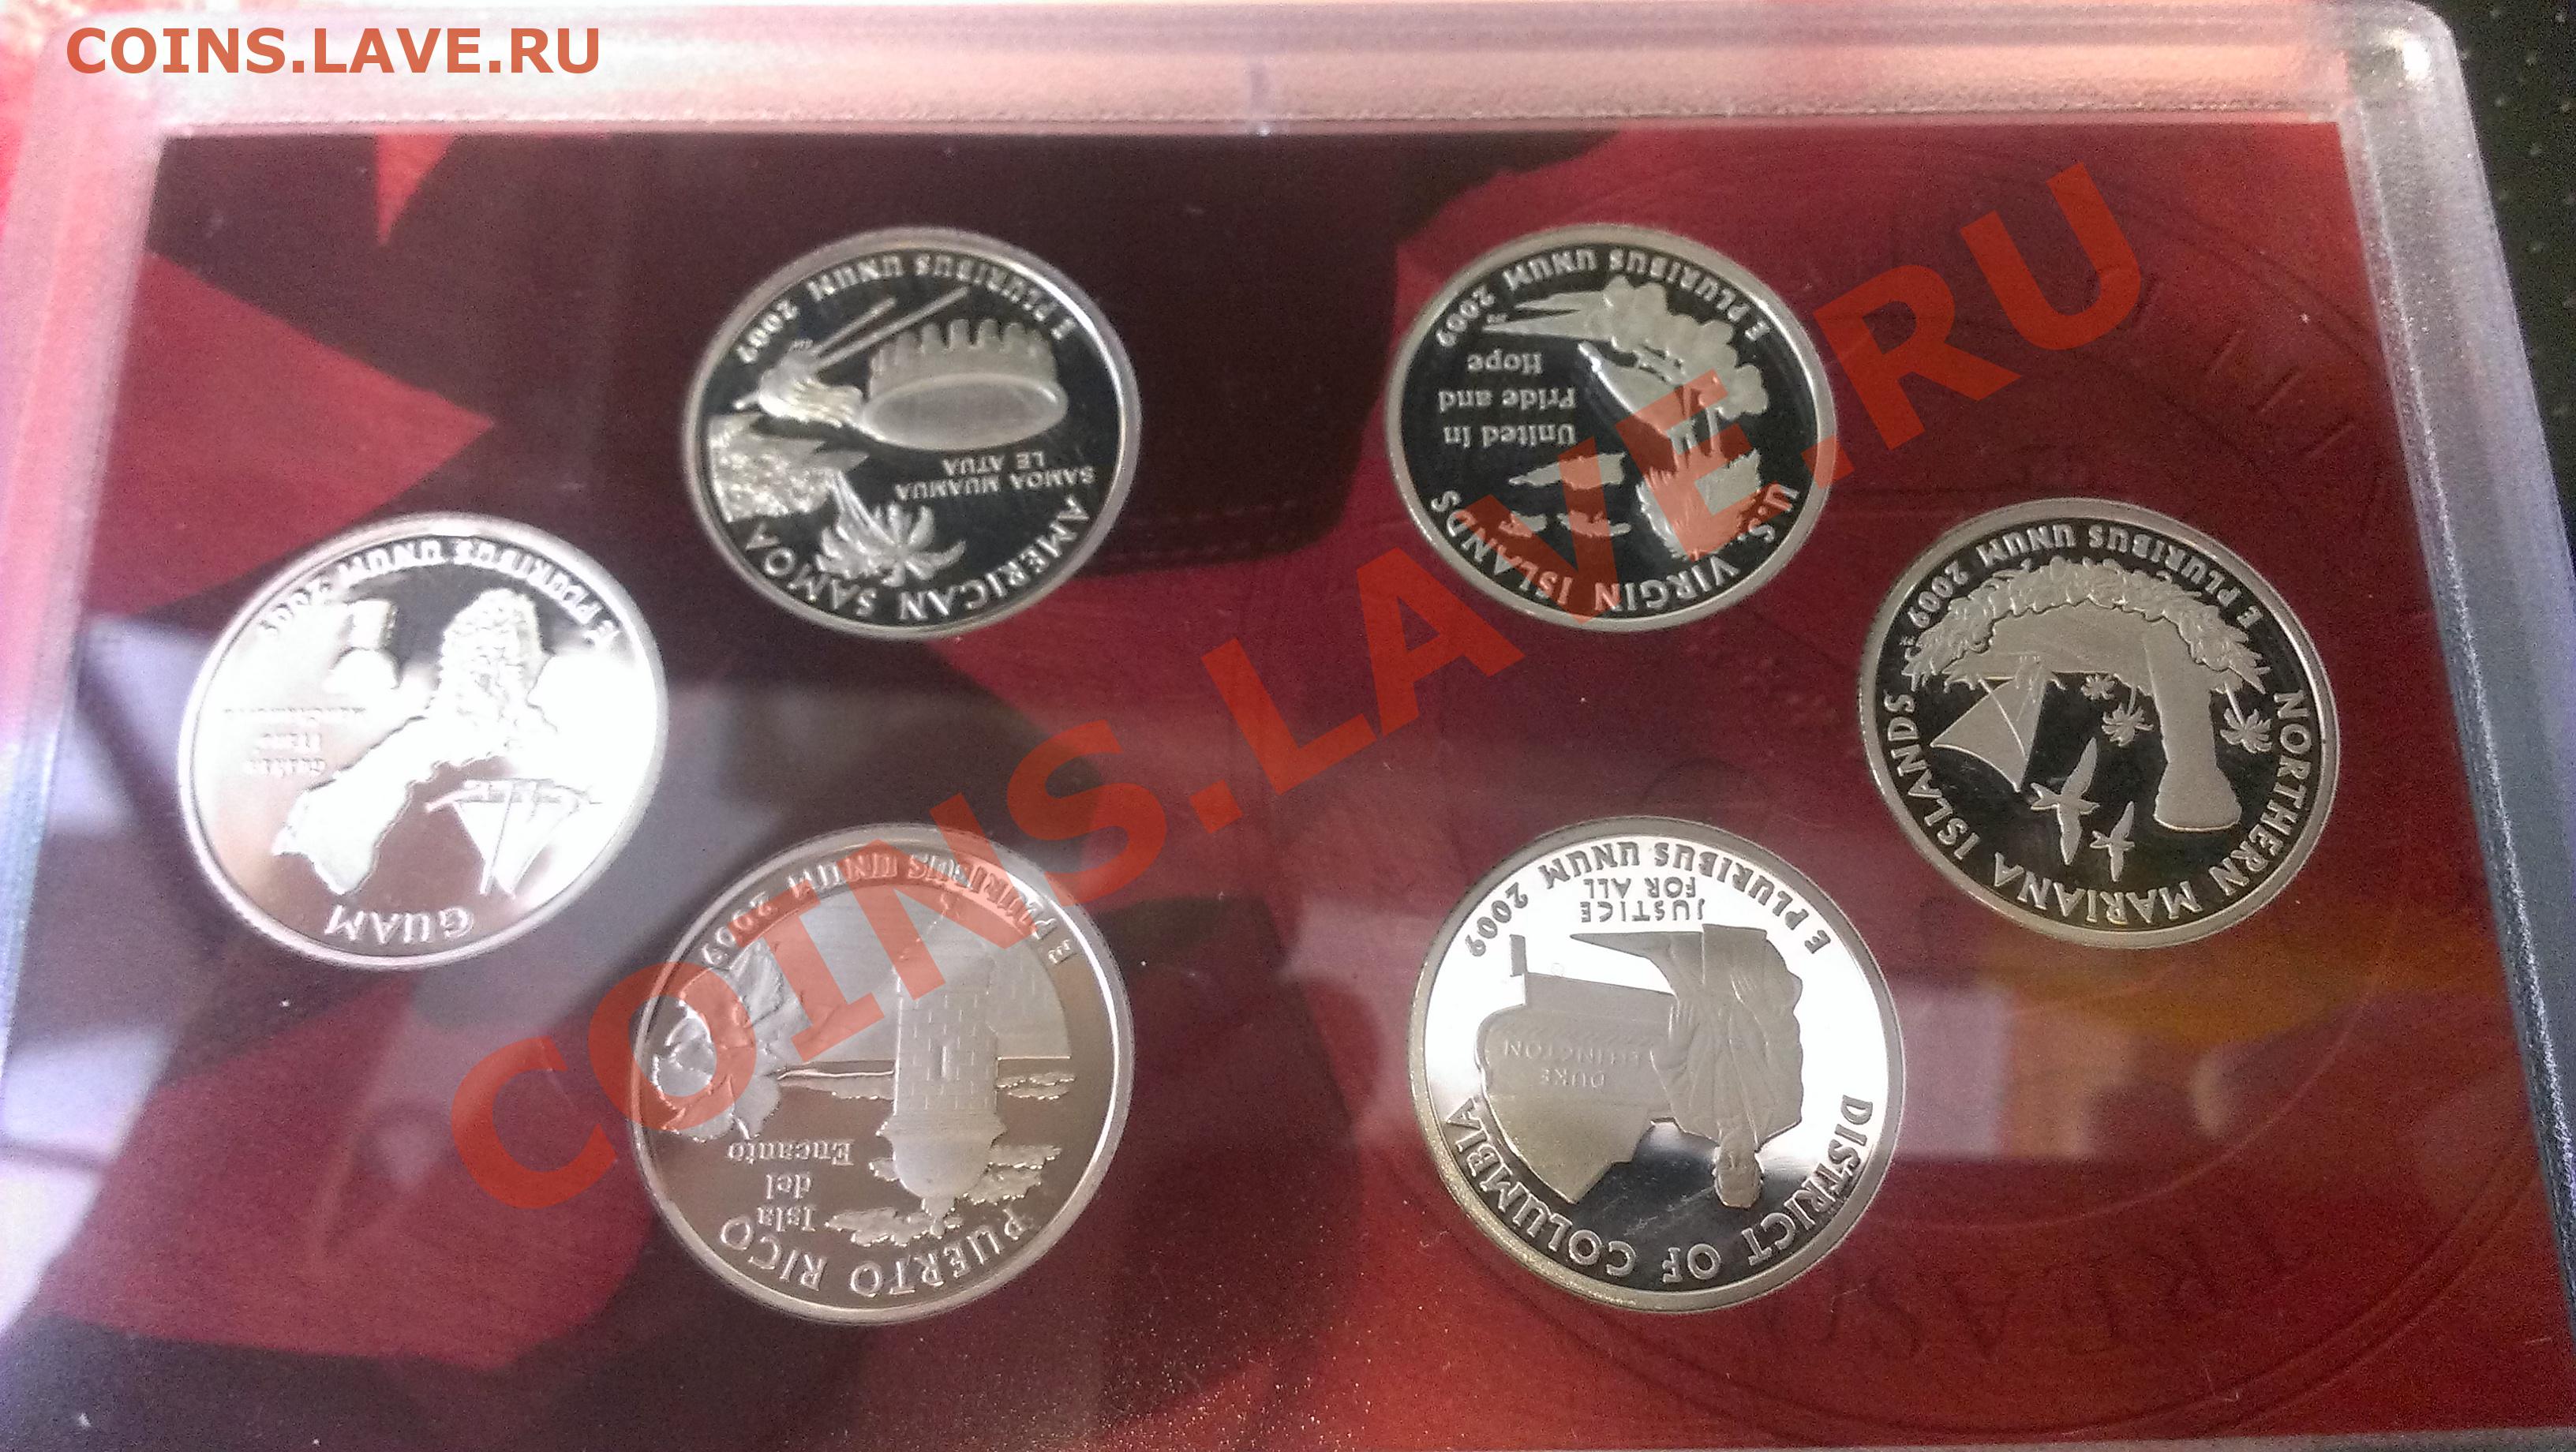 COINS.LAVE.RU
COINS.LAVE.RU
AMERICAN SAMOA
SAMOA MUAMUA
LE ATUA
E PLURIBUS UNUM 2009
U.S. VIRGIN ISLANDS
United in
Pride and
Hope
E PLURIBUS UNUM 2009
GUAM
E PLURIBUS UNUM 2009
NORTHERN MARIANA ISLANDS
E PLURIBUS UNUM 2009
PUERTO RICO
Isla
del
Encanto
E PLURIBUS UNUM 2009
DISTRICT OF COLUMBIA
DUKE
ELLINGTON
JUSTICE
FOR ALL
E PLURIBUS UNUM 2009